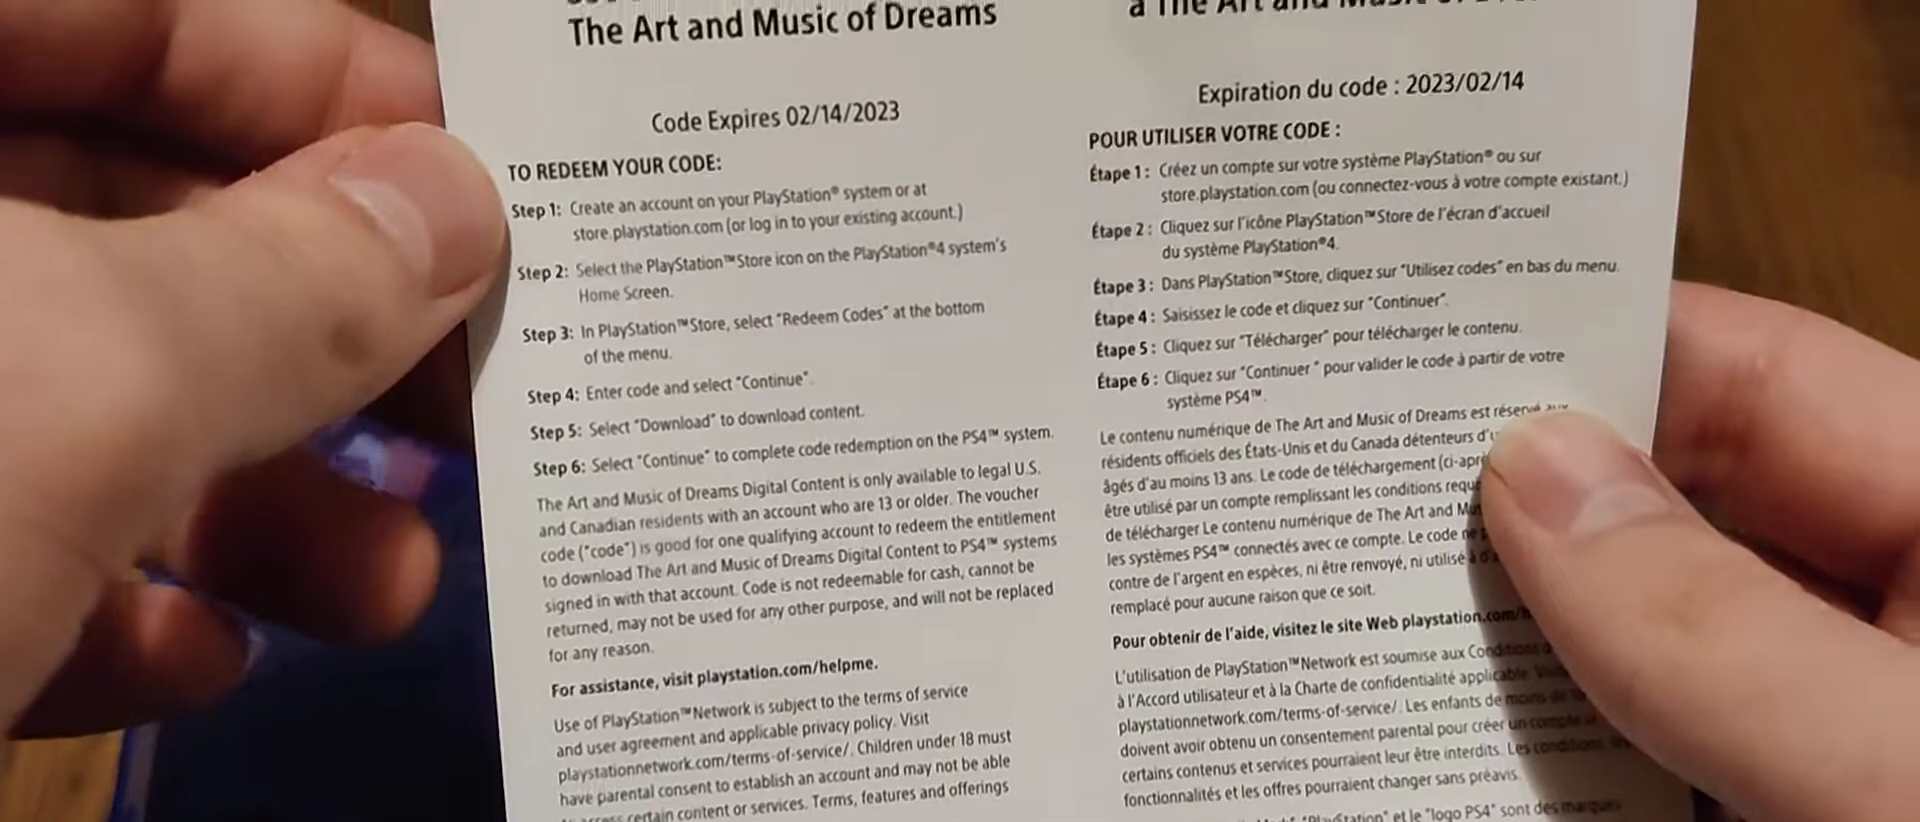 The Art and Music of Dreams
Code Expires 02/14/2023
TO REDEEM YOUR CODE:
Step 1: Create an account on your PlayStation® system or at
store.playstation.com (or log in to your existing account.)
Step 2: Select the PlayStation™Store icon on the PlayStation®4 system's
Home Screen.
Step 3: In PlayStation™Store, select "Redeem Codes" at the bottom
of the menu.
Step 4: Enter code and select "Continue".
Step 5: Select "Download" to download content.
Step 6: Select "Continue" to complete code redemption on the PS4™ system.
The Art and Music of Dreams Digital Content is only available to legal U.S.
and Canadian residents with an account who are 13 or older. The voucher
code ("code") is good for one qualifying account to redeem the entitlement
to download The Art and Music of Dreams Digital Content to PS4™ systems
signed in with that account. Code is not redeemable for cash, cannot be
returned, may not be used for any other purpose, and will not be replaced
for any reason.
For assistance, visit playstation.com/helpme.
Use of PlayStation™Network is subject to the terms of service
and user agreement and applicable privacy policy. Visit
playstationnetwork.com/terms-of-service/. Children under 18 must
have parental consent to establish an account and may not be able
certain content or services. Terms, features and offerings
à The Art and Music of
Expiration du code : 2023/02/14
POUR UTILISER VOTRE CODE :
Étape 1 : Créez un compte sur votre système PlayStation® ou sur
store.playstation.com (ou connectez-vous à votre compte existant.)
Étape 2 : Cliquez sur l'icône PlayStation™Store de l'écran d'accueil
du système PlayStation®4.
Étape 3 : Dans PlayStation™Store, cliquez sur "Utilisez codes" en bas du menu.
Étape 4 : Saisissez le code et cliquez sur "Continuer".
Étape 5 : Cliquez sur "Télécharger" pour télécharger le contenu.
Étape 6 : Cliquez sur "Continuer " pour valider le code à partir de votre
système PS4™.
Le contenu numérique de The Art and Music of Dreams est réservé aux
résidents officiels des États-Unis et du Canada détenteurs
âgés d'au moins 13 ans. Le code de téléchargement
être utilisé par un compte remplissant les conditions
de télécharger Le contenu numérique de The Art and
les systèmes PS4™ connectés avec ce compte. Le code ne
contre de l'argent en espèces, ni être renvoyé, ni utilisé à
remplacé pour aucune raison que ce soit.
Pour obtenir de l'aide, visitez le site Web
L'utilisation de PlayStation™Network est soumise aux Conditions
à l'Accord utilisateur et à la Charte de confidentialité applicable.
playstationnetwork.com/terms-of-service/. Les enfants de moins de
doivent avoir obtenu un consentement parental pour créer un compte
certains contenus et services pourraient leur être interdits. Les conditions,
fonctionnalités et les offres pourraient changer sans préavis.
et le "logo PS4" sont des marques